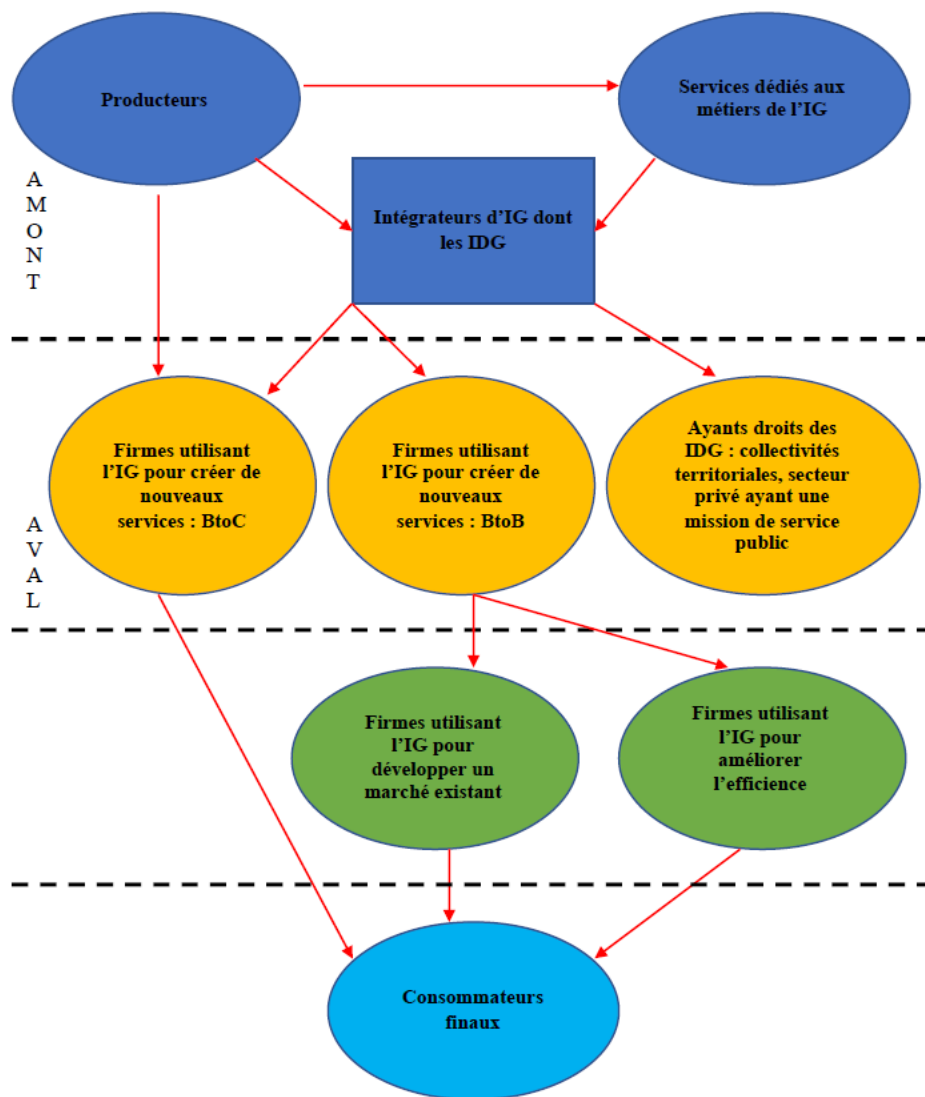 Producteurs
Services dédiés aux
métiers de l'IG
A
M
O
N
T
Intégrateurs d'IG dont
les IDG
Firmes utilisant
l'IG pour créer de
nouveaux
services : BtoC
Firmes utilisant
l'IG pour créer de
nouveaux
services : BtoB
Ayants droits des
IDG : collectivités
territoriales, secteur
privé ayant une
mission de service
public
A
V
A
L
Firmes utilisant
l'IG pour
développer un
marché existant
Firmes utilisant
l'IG pour
améliorer
l'efficience
Consommateurs
finaux